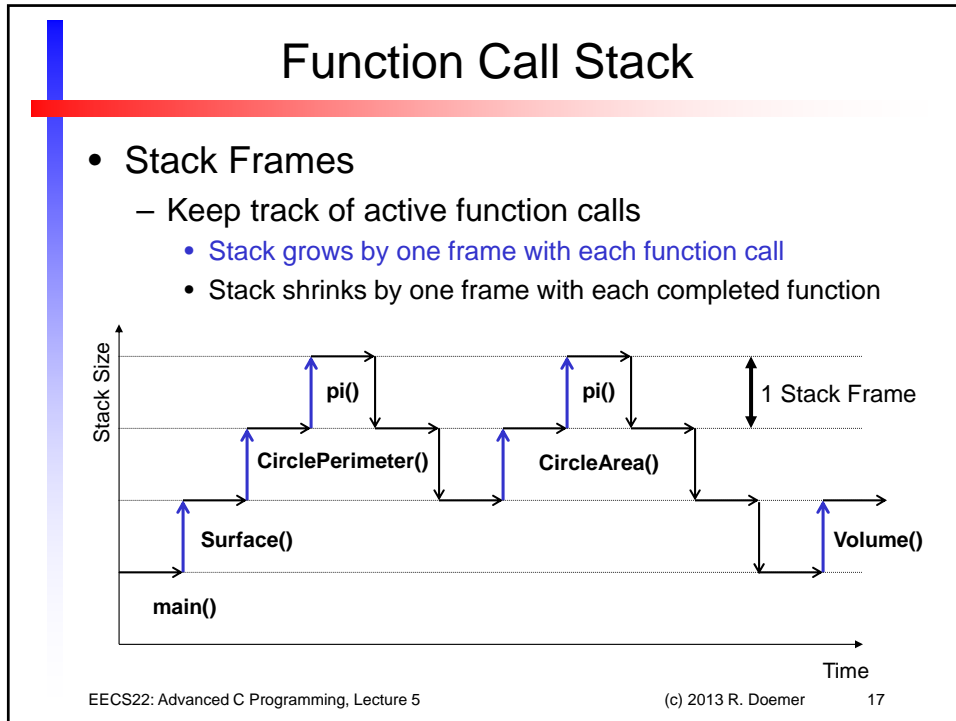 Function Call Stack
• Stack Frames
– Keep track of active function calls
• Stack grows by one frame with each function call
• Stack shrinks by one frame with each completed function
Stack Size
pi()
pi()
1 Stack Frame
CirclePerimeter()
CircleArea()
Surface()
Volume()
main()
Time
EECS22: Advanced C Programming, Lecture 5
(c) 2013 R. Doemer
17